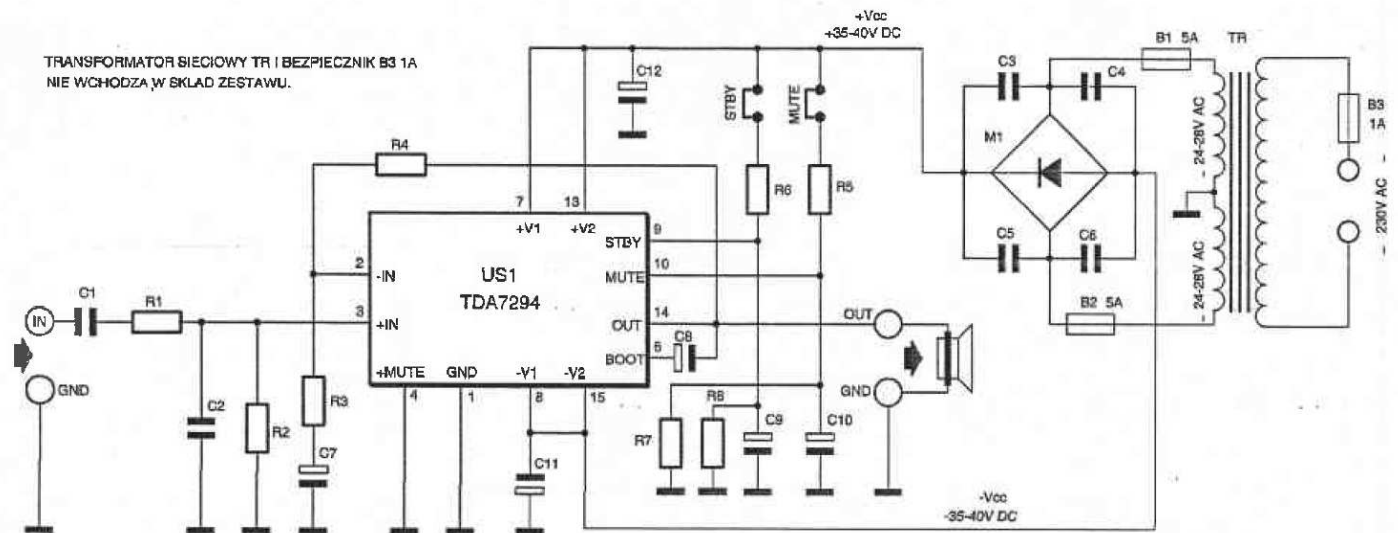 TRANSFORMATOR SIECIOWY TR I BEZPIECZNIK B3 1A
NIE WCHODZĄ W SKLAD ZESTAWU.
+Vcc
+35-40V DC
B1 5A
TR
C3
C4
C12
STBY
MUTE
M1
B3
1A
~ 24-28V AC
~ 230V AC ~
R4
R6
R5
7
13
+V1
+V2
9
STBY
2
-IN
US1
TDA7294
10
MUTE
C5
C6
~ 24-28V AC
IN
C1
R1
3
+IN
14
OUT
OUT
B2 5A
C8
5
BOOT
GND
+MUTE
GND
-V1
-V2
GND
4
1
8
15
C2
R2
R3
C7
C11
R7
R8
C9
C10
-Vcc
-35-40V DC